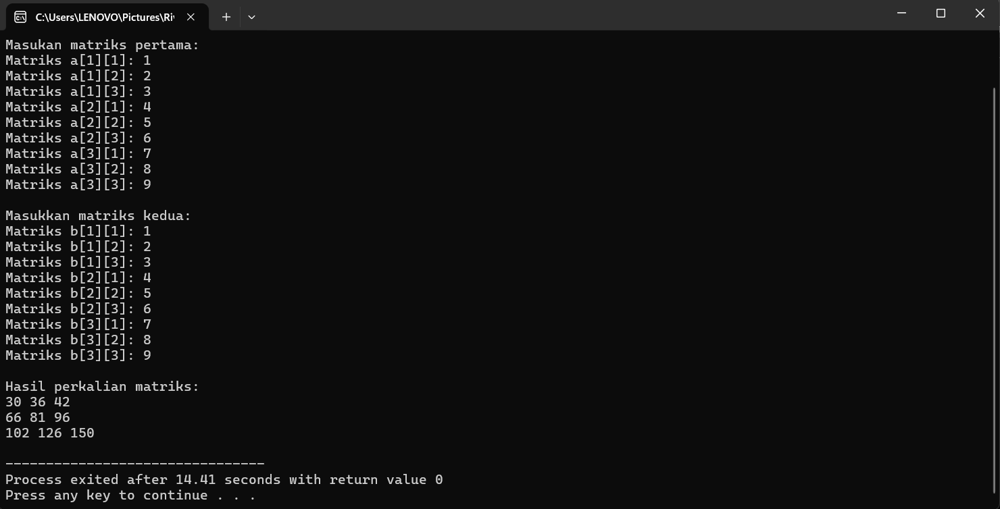 C:\Users\LENOVO\Pictures\Ri
Masukan matriks pertama:
Matriks a[1][1]: 1
Matriks a[1][2]: 2
Matriks a[1][3]: 3
Matriks a[2][1]: 4
Matriks a[2][2]: 5
Matriks a[2][3]: 6
Matriks a[3][1]: 7
Matriks a[3][2]: 8
Matriks a[3][3]: 9

Masukkan matriks kedua:
Matriks b[1][1]: 1
Matriks b[1][2]: 2
Matriks b[1][3]: 3
Matriks b[2][1]: 4
Matriks b[2][2]: 5
Matriks b[2][3]: 6
Matriks b[3][1]: 7
Matriks b[3][2]: 8
Matriks b[3][3]: 9

Hasil perkalian matriks:
30 36 42
66 81 96
102 126 150

--------------------------------
Process exited after 14.41 seconds with return value 0
Press any key to continue . . .